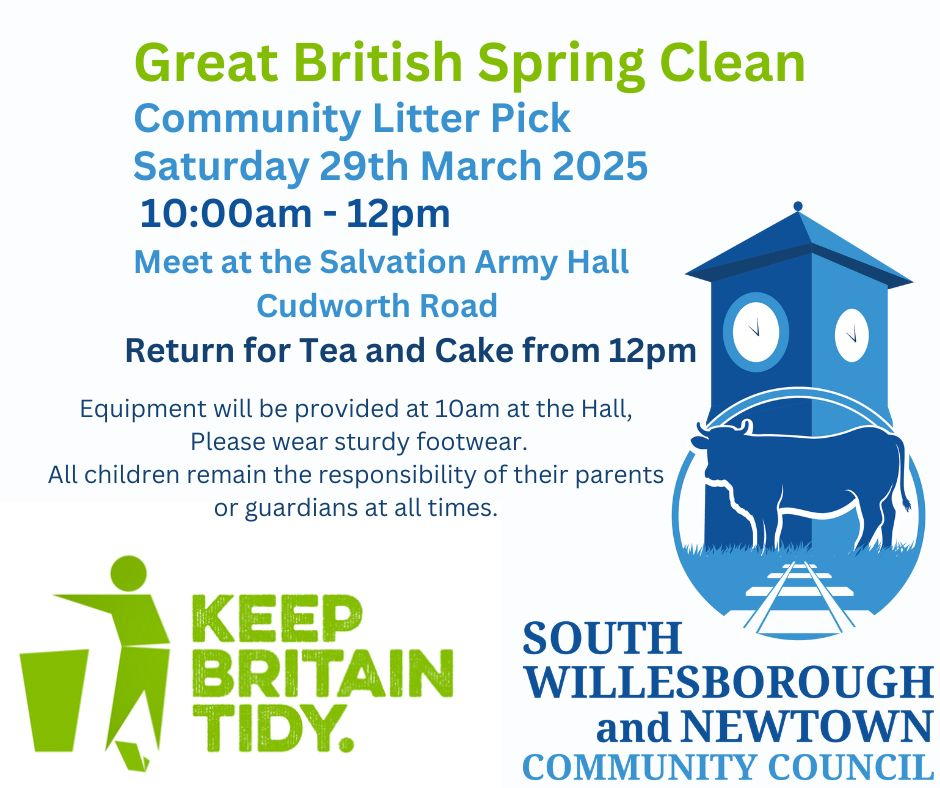 Great British Spring Clean
Community Litter Pick
Saturday 29th March 2025
10:00am - 12pm
Meet at the Salvation Army Hall
Cudworth Road
Return for Tea and Cake from 12pm
Equipment will be provided at 10am at the Hall,
Please wear sturdy footwear.
All children remain the responsibility of their parents
or guardians at all times.
KEEP
BRITAIN
TIDY.
SOUTH
WILLESBOROUGH
and NEWTOWN
COMMUNITY COUNCIL